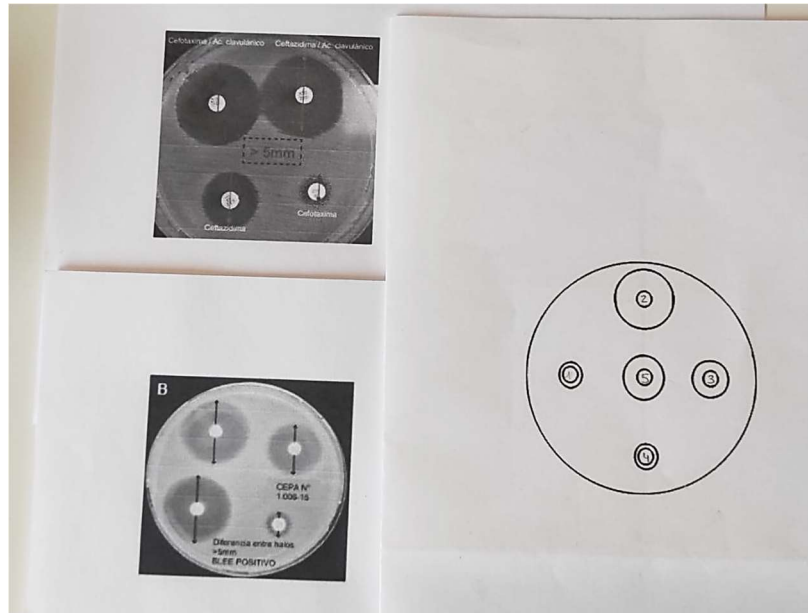 Cefotaxima / Ac. clavulánico Ceftazidima / Ac. clavulánico
> 5mm
Ceftazidima
Cefotaxima
B
CEPA N°
1.006-15
Diferencia entre halos
>5mm
BLEE POSITIVO
2
1
5
3
4